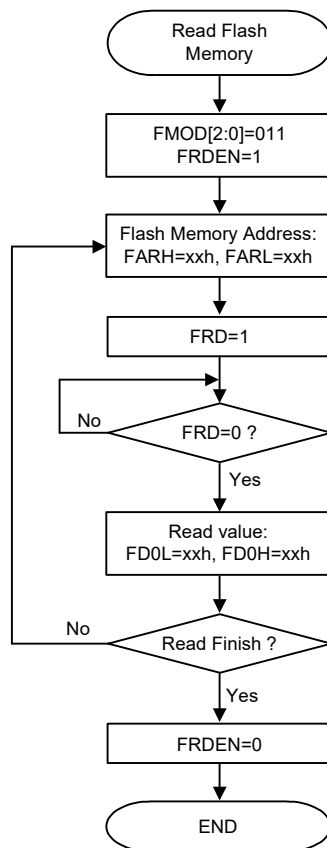 Read Flash
Memory
FMOD[2:0]=011
FRDEN=1
Flash Memory Address:
FARH=xxh, FARL=xxh
FRD=1
No
FRD=0 ?
Yes
Read value:
FD0L=xxh, FD0H=xxh
No
Read Finish ?
Yes
FRDEN=0
END